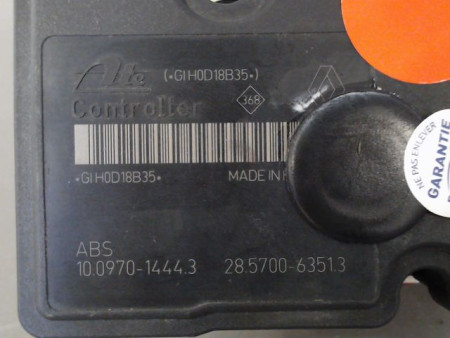 Ate (*GIH0D18B35*)
368
Controller
*GIH0D18B35* MADE IN
ABS
10.0970-1444.3 28.5700-6351.3
NE PAS ENLEVER
GARANTIE